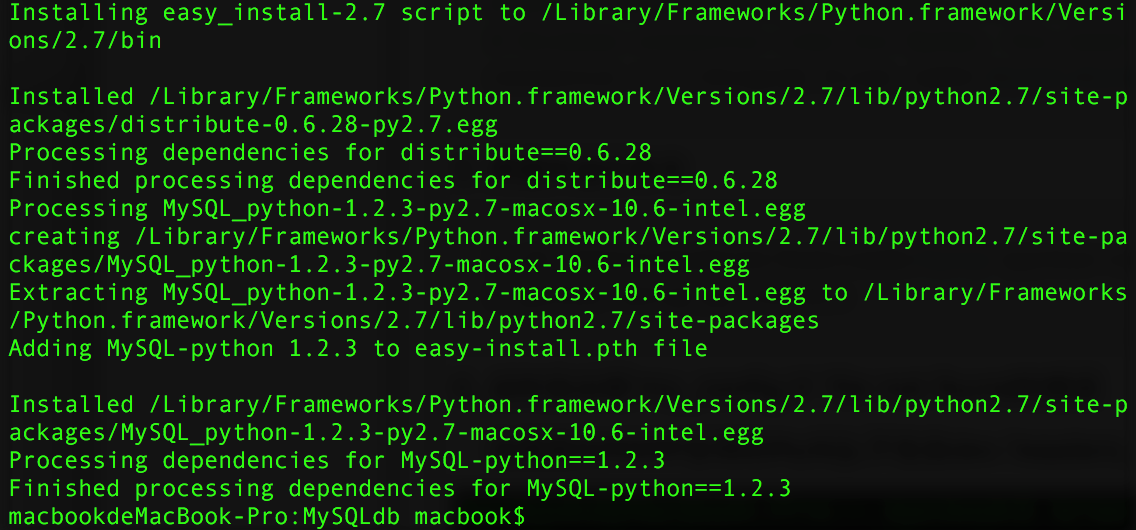 Installing easy_install-2.7 script to /Library/Frameworks/Python.framework/Versi
ons/2.7/bin

Installed /Library/Frameworks/Python.framework/Versions/2.7/lib/python2.7/site-p
ackages/distribute-0.6.28-py2.7.egg
Processing dependencies for distribute==0.6.28
Finished processing dependencies for distribute==0.6.28
Processing MySQL_python-1.2.3-py2.7-macosx-10.6-intel.egg
creating /Library/Frameworks/Python.framework/Versions/2.7/lib/python2.7/site-pa
ckages/MySQL_python-1.2.3-py2.7-macosx-10.6-intel.egg
Extracting MySQL_python-1.2.3-py2.7-macosx-10.6-intel.egg to /Library/Frameworks
/Python.framework/Versions/2.7/lib/python2.7/site-packages
Adding MySQL-python 1.2.3 to easy-install.pth file

Installed /Library/Frameworks/Python.framework/Versions/2.7/lib/python2.7/site-p
ackages/MySQL_python-1.2.3-py2.7-macosx-10.6-intel.egg
Processing dependencies for MySQL-python==1.2.3
Finished processing dependencies for MySQL-python==1.2.3
macbookdeMacBook-Pro:MySQLdb macbook$